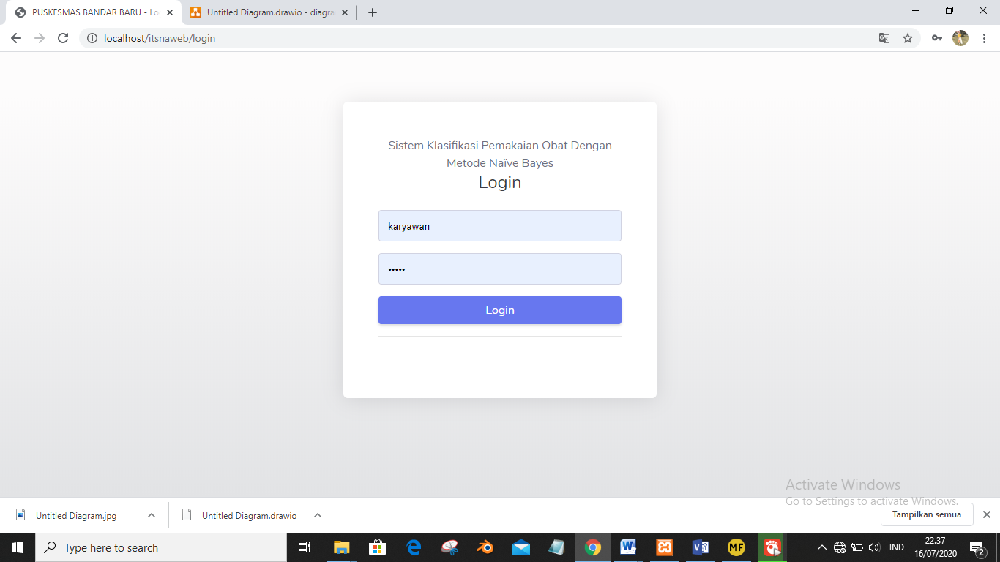 PUSKESMAS BANDAR BARU - Lo
Untitled Diagram.drawio - diagra
localhost/itsnaweb/login
Sistem Klasifikasi Pemakaian Obat Dengan
Metode Naïve Bayes
Login
karyawan
•••••
Login
Activate Windows
Go to Settings to activate Windows.
Untitled Diagram.jpg
Untitled Diagram.drawio
Tampilkan semua
Type here to search
MF
IND
22.37
16/07/2020
2